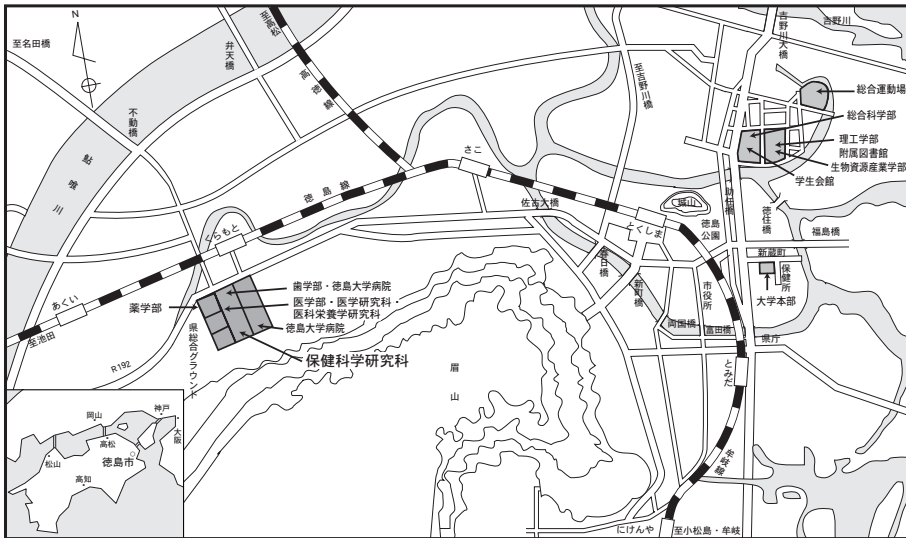 N
至名田橋
弁天橋
至高松
高徳線
不動橋
鮎喰川
徳島線
さこ
至吉野川橋
吉野川大橋
吉野川
総合運動場
総合科学部
理工学部
附属図書館
生物資源産業学部
学生会館
佐古大橋
城山
徳島公園
助任橋
徳住橋
福島橋
くらもと
とくしま
春日橋
新町橋
市役所
新蔵町
保健所
大学本部
両国橋
富田橋
県庁
あくい
至池田
薬学部
歯学部・徳島大学病院
医学部・医学研究科・
医科栄養学研究科
徳島大学病院
保健科学研究科
県総合グラウンド
R192
眉山
とみだ
牟岐線
にけんや
至小松島・牟岐
岡山
神戸
大阪
高松
松山
徳島市
高知